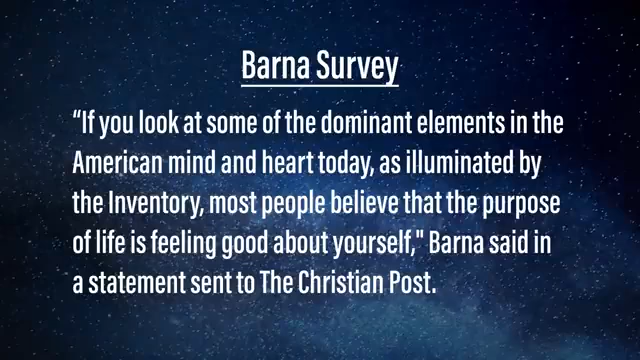 Barna Survey
“If you look at some of the dominant elements in the
American mind and heart today, as illuminated by
the Inventory, most people believe that the purpose
of life is feeling good about yourself," Barna said in
a statement sent to The Christian Post.